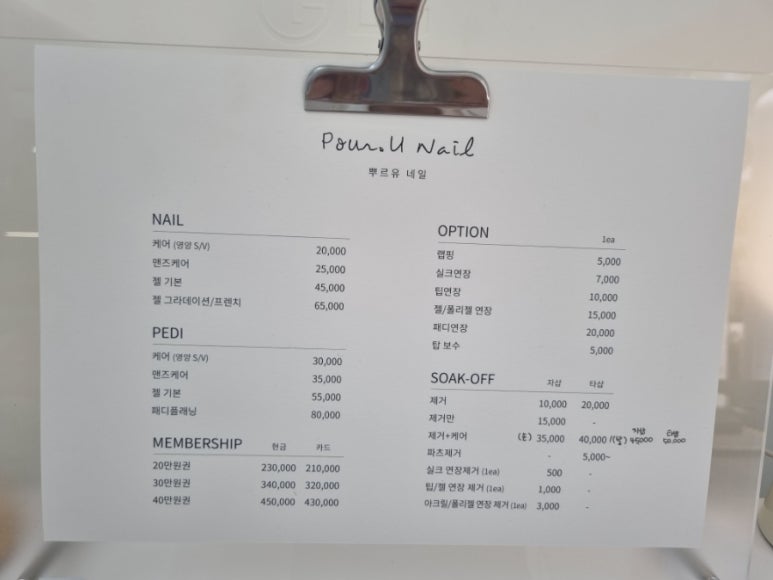 Pour.U Nail
뿌르유 네일
NAIL
케어 (영양 S/V) 20,000
맨즈케어 25,000
젤 기본 45,000
젤 그라데이션/프렌치 65,000
PEDI
케어 (영양 S/V) 30,000
맨즈케어 35,000
젤 기본 55,000
패디플래닝 80,000
MEMBERSHIP 현금 카드
20만원권 230,000 210,000
30만원권 340,000 320,000
40만원권 450,000 430,000
OPTION 1ea
랩핑 5,000
실크연장 7,000
팁연장 10,000
젤/폴리젤 연장 15,000
패디연장 20,000
탑 보수 5,000
SOAK-OFF 자샵 타샵
제거 10,000 20,000
제거만 15,000 -
제거+케어 (손) 35,000 40,000 /(발) 자샵 45000 타샵 50,000
파츠제거 - 5,000~
실크 연장제거 (1ea) 500 -
팁/젤 연장 제거 (1ea) 1,000 -
아크릴/폴리젤 연장 제거 (1ea) 3,000 -